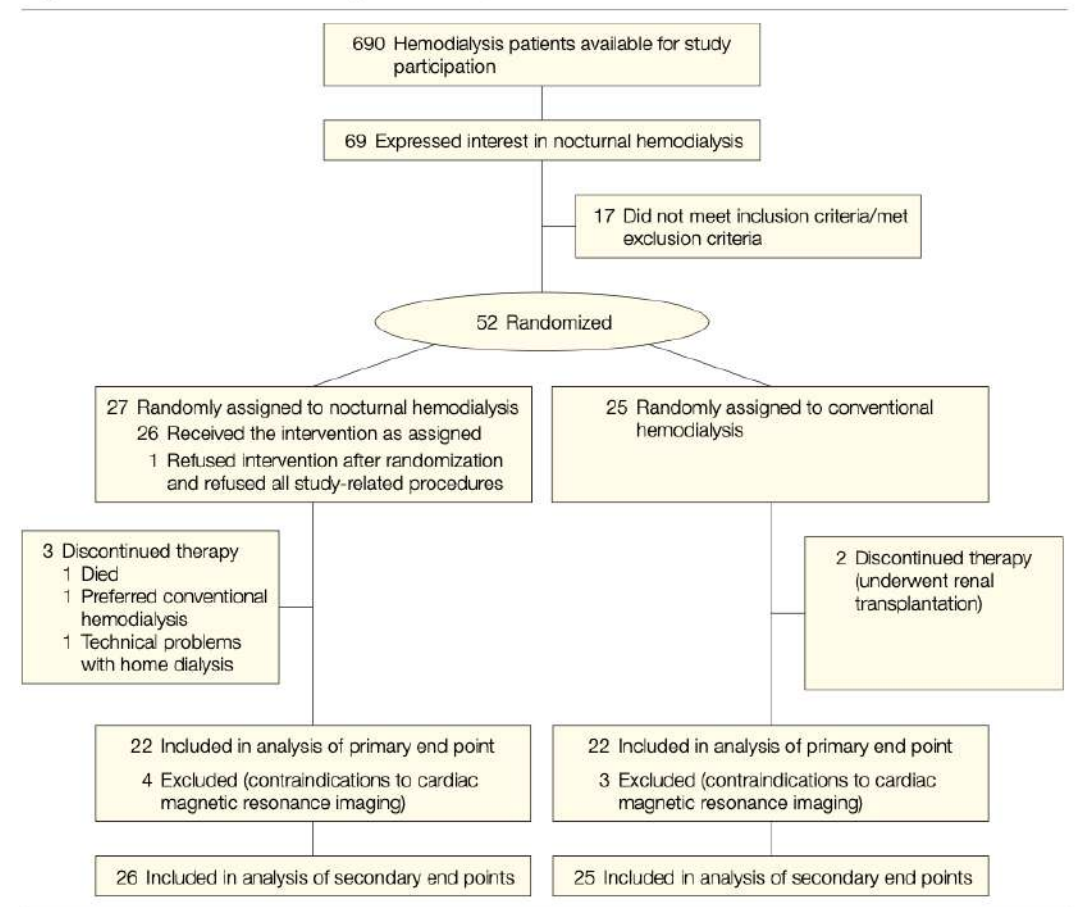 690 Hemodialysis patients available for study
participation
69 Expressed interest in nocturnal hemodialysis
17 Did not meet inclusion criteria/met
exclusion criteria
52 Randomized
27 Randomly assigned to nocturnal hemodialysis
26 Received the intervention as assigned
1 Refused intervention after randomization
and refused all study-related procedures
25 Randomly assigned to conventional
hemodialysis
3 Discontinued therapy
1 Died
1 Preferred conventional
hemodialysis
1 Technical problems
with home dialysis
2 Discontinued therapy
(underwent renal
transplantation)
22 Included in analysis of primary end point
4 Excluded (contraindications to cardiac
magnetic resonance imaging)
22 Included in analysis of primary end point
3 Excluded (contraindications to cardiac
magnetic resonance imaging)
26 Included in analysis of secondary end points
25 Included in analysis of secondary end points